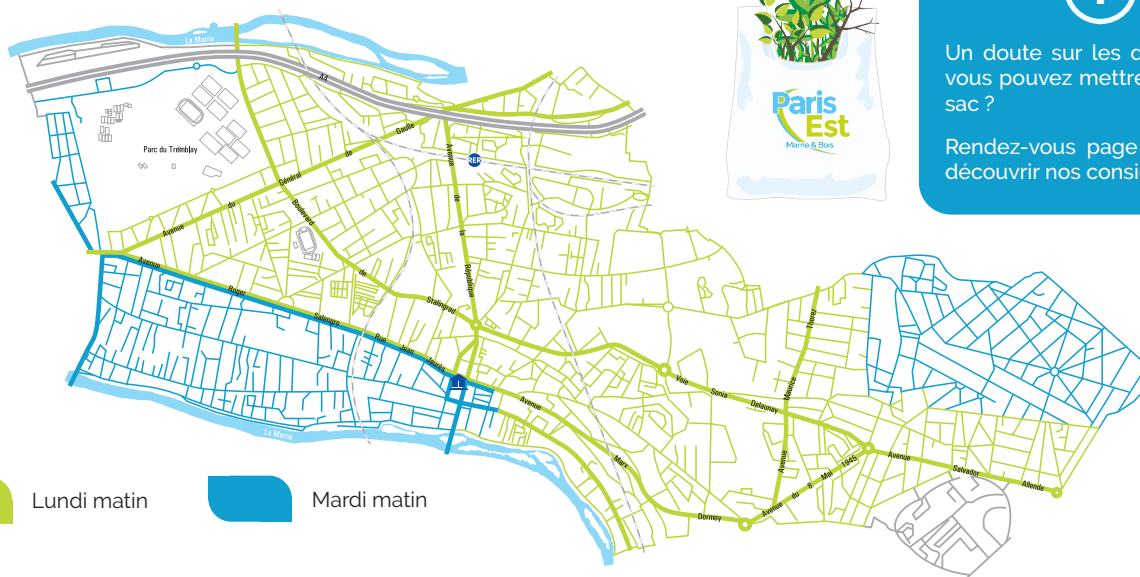 La Marne
A4
Parc du Tremblay
Avenue du Général de Gaulle
RER
Avenue de la République
Boulevard de Stalingrad
Avenue Roger Salengro
Rue Jean Jaurès
La Marne
Avenue Marx Dormoy
Voie Sonia Delaunay
Avenue Maurice Thorez
Avenue du 8 Mai 1945
Avenue Salvador Allende
Paris
Est
Marne & Bois
Un doute sur les
vous pouvez mettre
sac ?
Rendez-vous page
découvrir nos
Lundi matin
Mardi matin